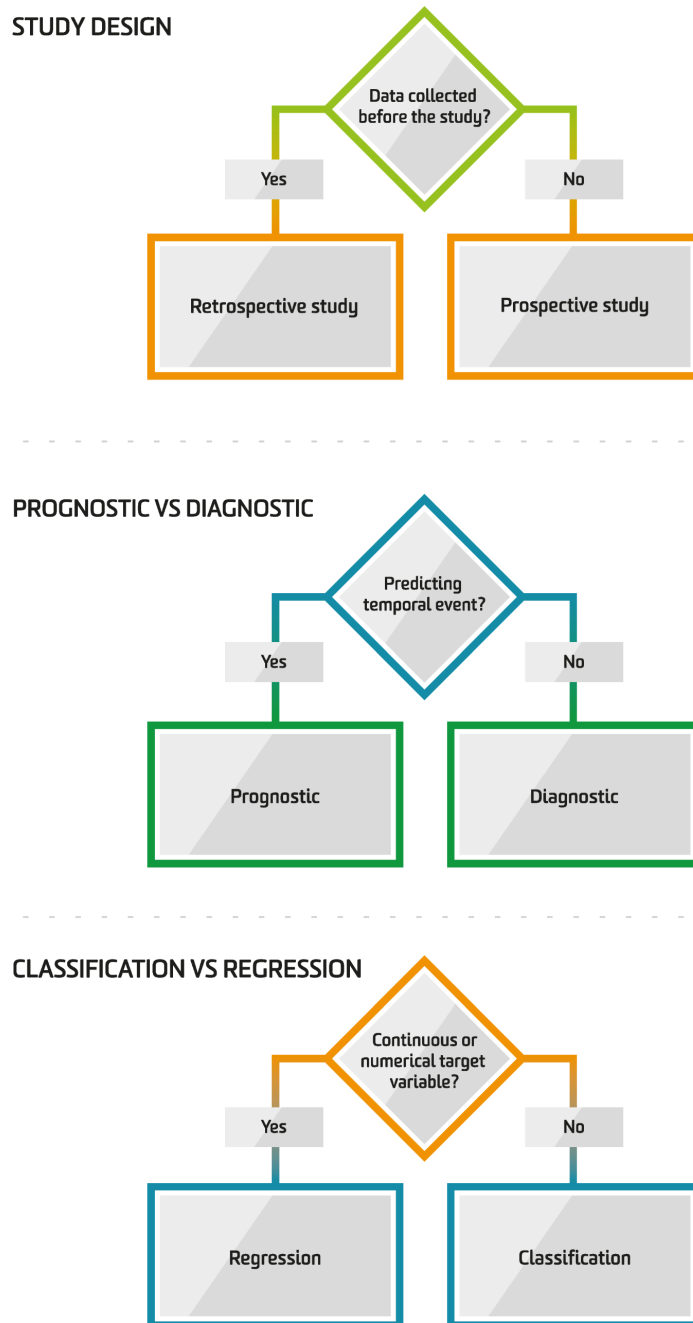 STUDY DESIGN
Data collected
before the study?
Yes
No
Retrospective study
Prospective study
PROGNOSTIC VS DIAGNOSTIC
Predicting
temporal event?
Yes
No
Prognostic
Diagnostic
CLASSIFICATION VS REGRESSION
Continuous or
numerical target
variable?
Yes
No
Regression
Classification